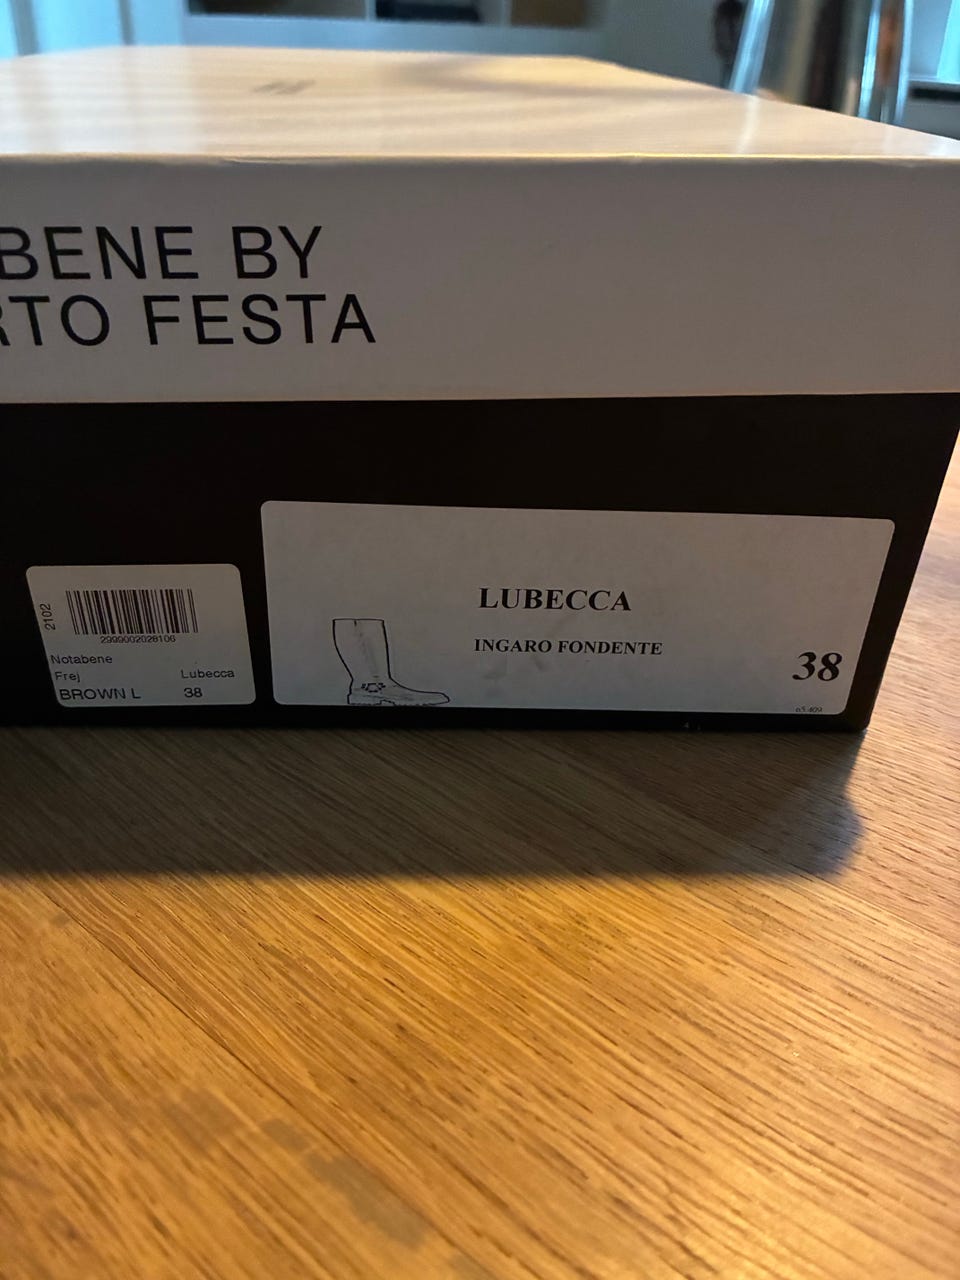 BENE BY
RTO FESTA
2102
2999002028106
Notabene
Frej Lubecca
BROWN L 38
LUBECCA
INGARO FONDENTE
38